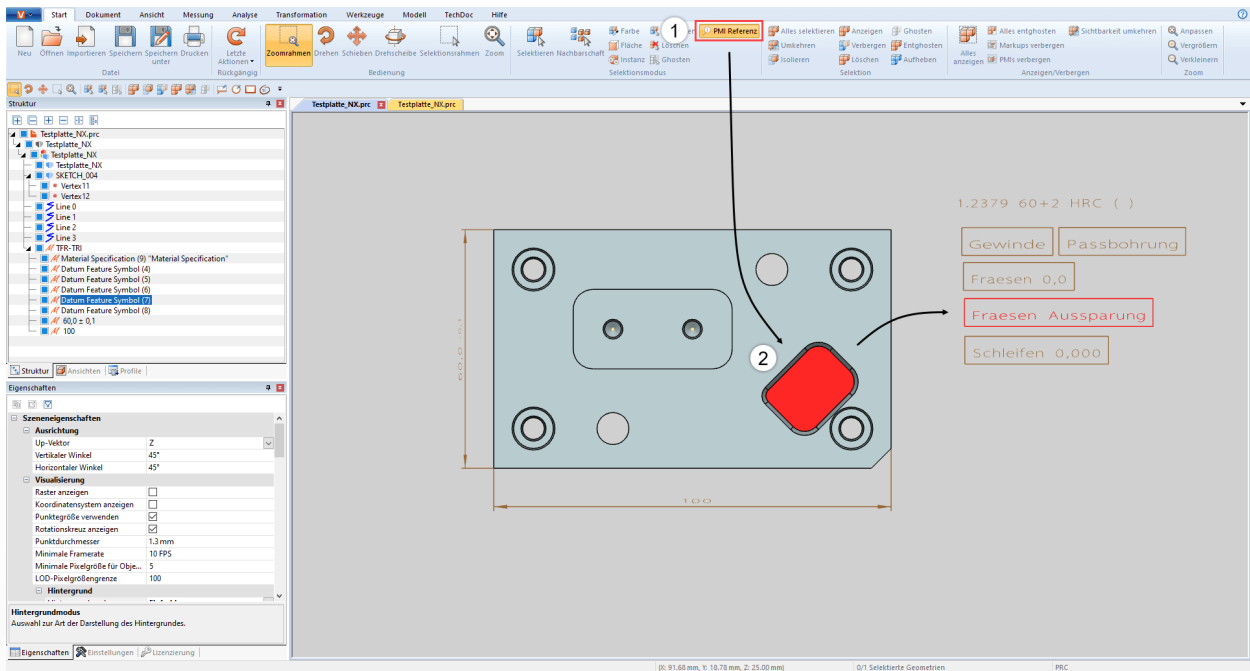 V
Start Dokument Ansicht Messung Analyse Transformation Werkzeuge Modell TechDoc Hilfe
Neu Öffnen Importieren Speichern Speichern unter Drucken
Letzte Aktionen
Zoomrahmen Drehen Schieben Drehscheibe Selektionsrahmen Zoom
Selektieren Nachbarschaft
Farbe
Fläche Löschen
Instanz Ghosten
1
PMI Referenz
Alles selektieren Anzeigen Ghosten
Umkehren Verbergen Entghosten
Isolieren Löschen Aufheben
Alles anzeigen
Alles entghosten Sichtbarkeit umkehren
Markups verbergen
PMIs verbergen
Anpassen
Vergrößern
Verkleinern
Datei Rückgängig Bedienung Selektionsmodus Selektion Anzeigen/Verbergen Zoom
Struktur
Testplatte_NX.prc Testplatte_NX.prc
Testplatte_NX.prc
Testplatte_NX
Testplatte_NX
Testplatte_NX
SKETCH_004
Vertex11
Vertex12
Line 0
Line 1
Line 2
Line 3
TFR-TRI
Material Specification (9) "Material Specification"
Datum Feature Symbol (4)
Datum Feature Symbol (5)
Datum Feature Symbol (6)
Datum Feature Symbol (7)
Datum Feature Symbol (8)
60,0 ± 0,1
100
Struktur Ansichten Profile
Eigenschaften
Szeneneigenschaften
Ausrichtung
Up-Vektor Z
Vertikaler Winkel 45°
Horizontaler Winkel 45°
Visualisierung
Raster anzeigen
Koordinatensystem anzeigen
Punktegröße verwenden
Rotationskreuz anzeigen
Punktdurchmesser 1.3 mm
Minimale Framerate 10 FPS
Minimale Pixelgröße für Obje... 5
LOD-Pixelgrößengrenze 100
Hintergrund
Hintergrundmodus
Auswahl zur Art der Darstellung des Hintergrundes.
Eigenschaften Einstellungen Lizenzierung
1.2379 60+2 HRC ( )
Gewinde Passbohrung
Fraesen 0,0
Fraesen Aussparung
Schleifen 0,000
2
100
(X: 91.68 mm, Y: 18.78 mm, Z: 25.00 mm) 0/1 Selektierte Geometrien PRC